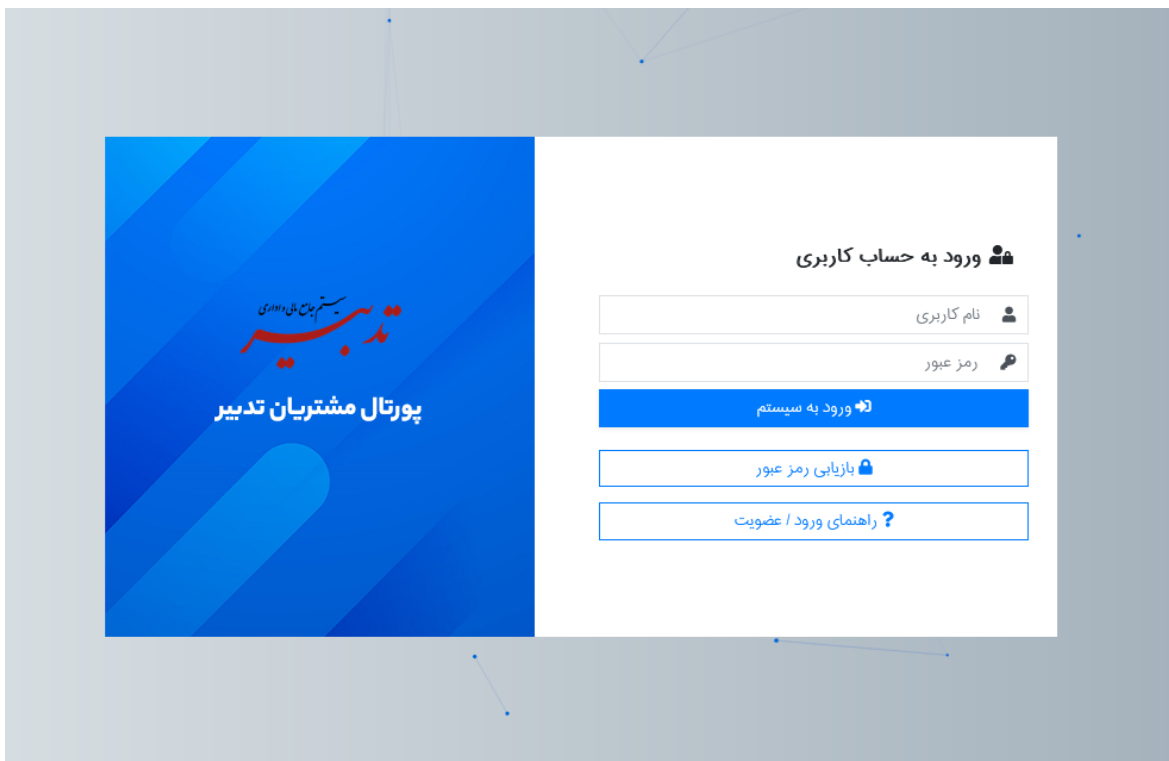 ورود به حساب کاربری
نام کاربری
رمز عبور
ورود به سیستم
بازیابی رمز عبور
? راهنمای ورود / عضویت
سیستم جامع مالی و اداری
تدبیر
پورتال مشتریان تدبیر